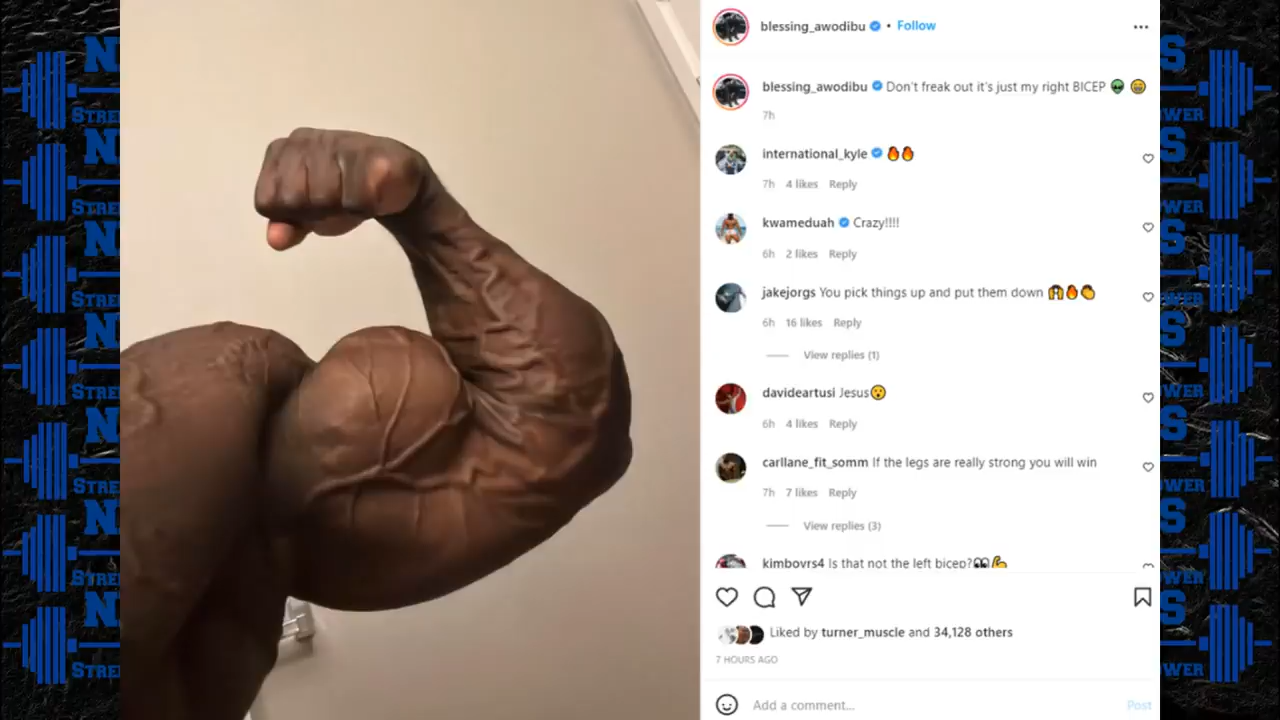 blessing_awodibu • Follow
blessing_awodibu Don't freak out it's just my right BICEP 👽 😁
7h
international_kyle 🔥🔥
7h 4 likes Reply
kwameduah Crazy!!!!
6h 2 likes Reply
jakejorgs You pick things up and put them down 🙌🔥👏
6h 16 likes Reply
View replies (1)
davideartusi Jesus😮
6h 4 likes Reply
carllane_fit_somm If the legs are really strong you will win
7h 7 likes Reply
View replies (3)
kimboyrs4 Is that not the left bicep?👀💪
Liked by turner_muscle and 34,128 others
7 HOURS AGO
Add a comment...
Post